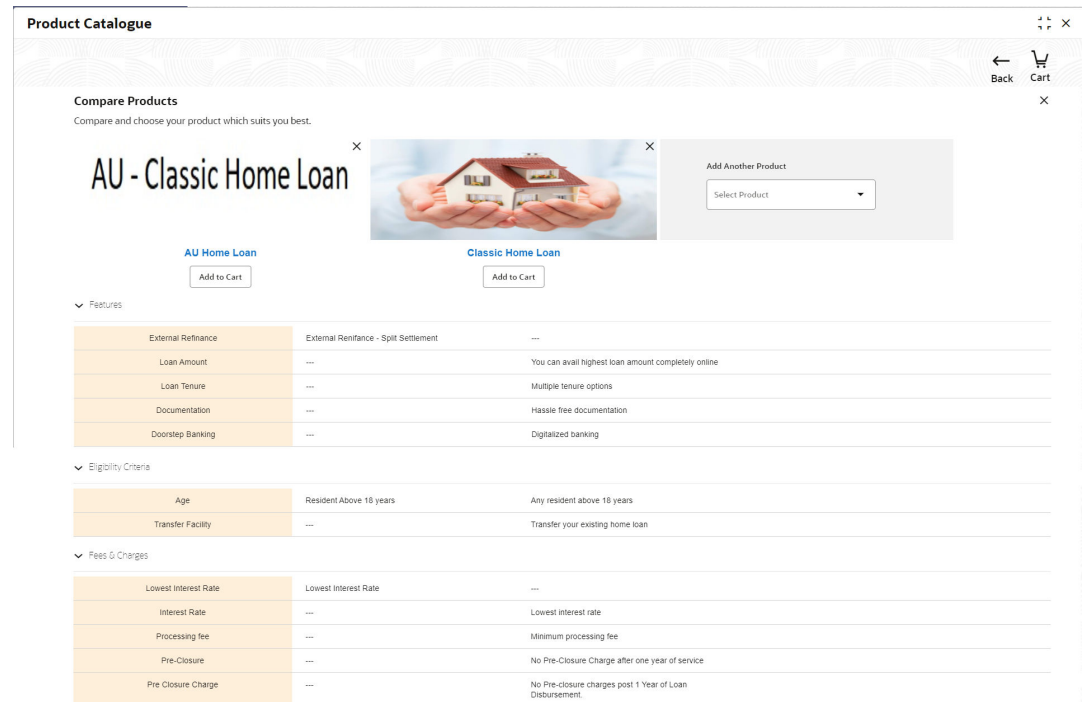 Product Catalogue
Back Cart
Compare Products
Compare and choose your product which suits you best.
AU - Classic Home Loan
Add Another Product
Select Product
AU Home Loan Classic Home Loan
Add to Cart Add to Cart
Features
External Refinance External Renifance - Split Settlement ---
Loan Amount --- You can avail highest loan amount completely online
Loan Tenure --- Multiple tenure options
Documentation --- Hassle free documentation
Doorstep Banking --- Digitalized banking
Eligibility Criteria
Age Resident Above 18 years Any resident above 18 years
Transfer Facility --- Transfer your existing home loan
Fees & Charges
Lowest Interest Rate Lowest Interest Rate ---
Interest Rate --- Lowest interest rate
Processing fee --- Minimum processing fee
Pre-Closure --- No Pre-Closure Charge after one year of service
Pre Closure Charge --- No Pre-closure charges post 1 Year of Loan
Disbursement.